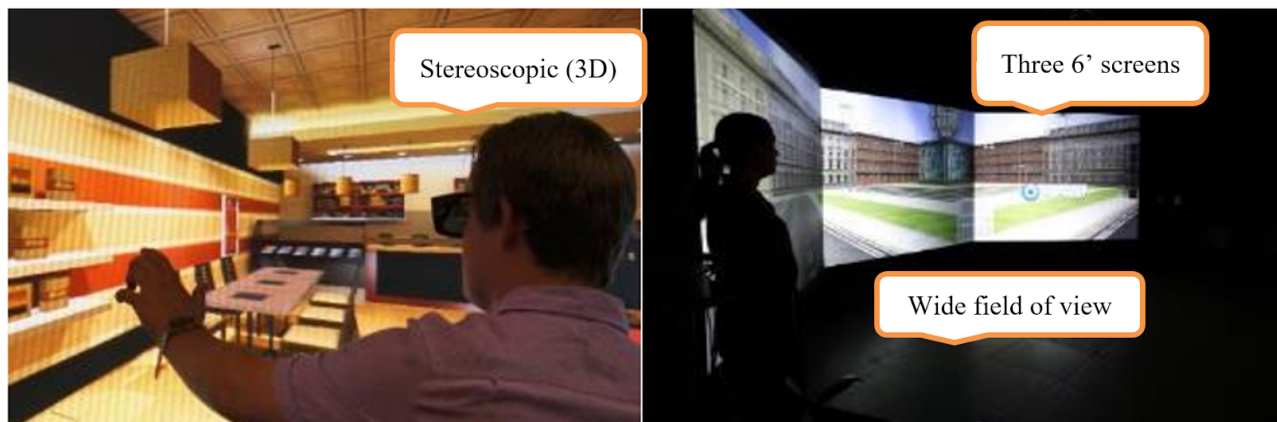 Stereoscopic (3D)
Three 6’ screens
Wide field of view